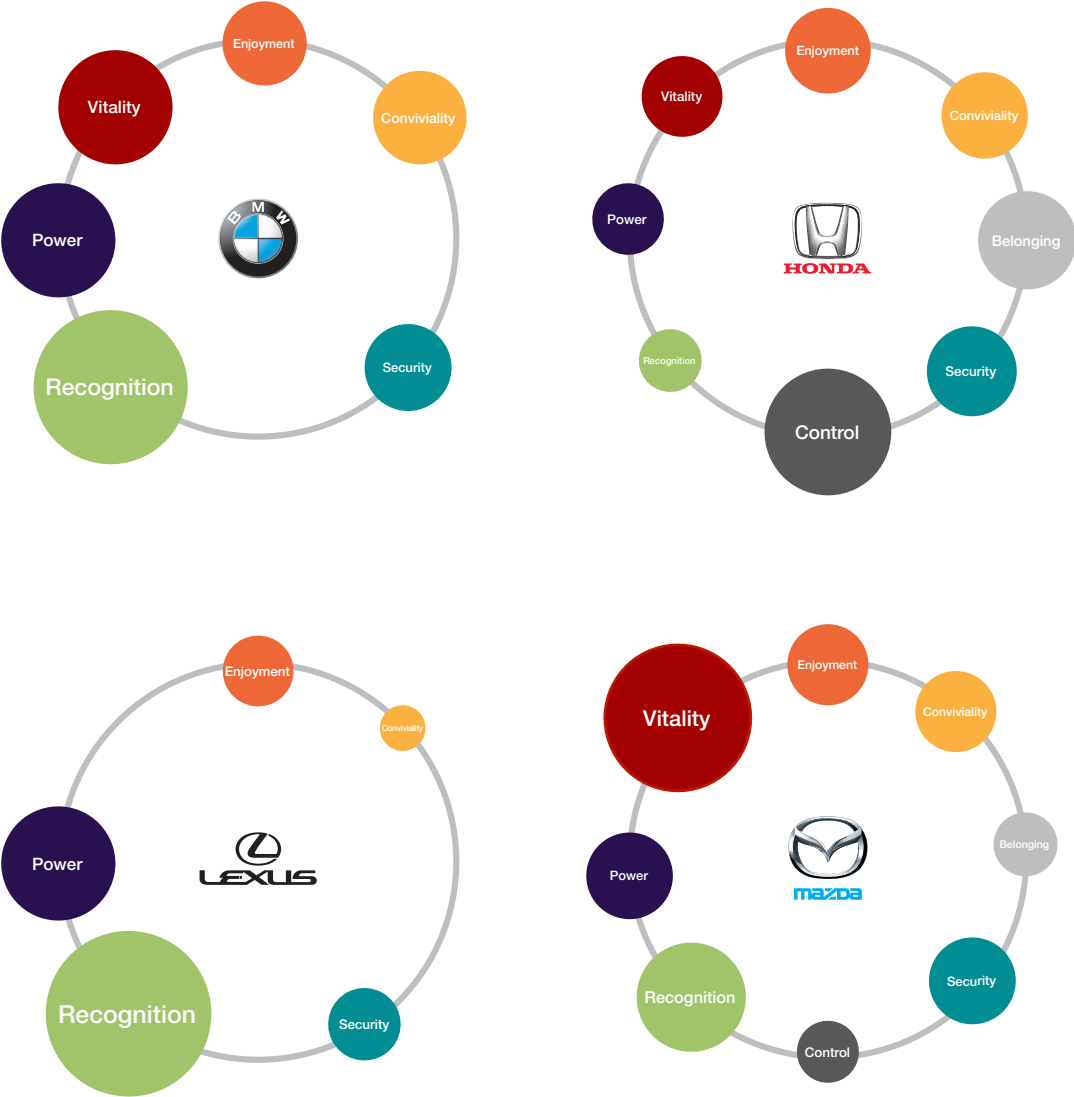 Enjoyment
Vitality
Conviviality
Power
BMW
Security
Recognition
Enjoyment
Vitality
Conviviality
Power
HONDA
Belonging
Recognition
Security
Control
Enjoyment
Conviviality
Power
LEXUS
Recognition
Security
Enjoyment
Vitality
Conviviality
Belonging
Power
mazda
Security
Recognition
Control